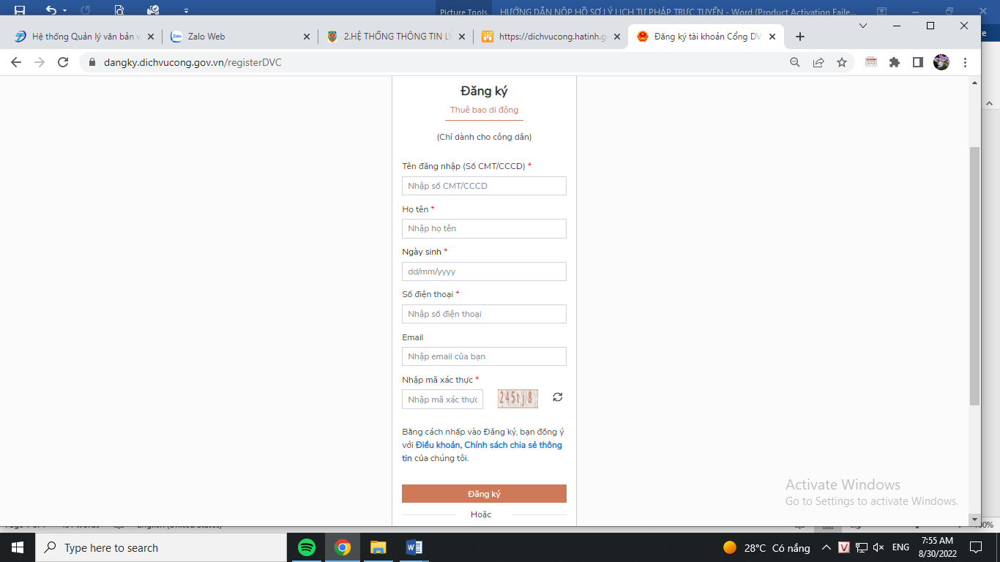 Picture Tools
HƯỚNG DẪN NỘP HỒ SƠ LÝ LỊCH TƯ PHÁP TRỰC TUYẾN - Word (Product Activation Faile...
Hệ thống Quản lý văn bản v
Zalo Web
2.HỆ THỐNG THÔNG TIN LÝ
https://dichvucong.hatinh.g
Đăng ký tài khoản Cổng DV
dangky.dichvucong.gov.vn/registerDVC
Đăng ký
Thuê bao di động
(Chỉ dành cho công dân)
Tên đăng nhập (Số CMT/CCCD) *
Nhập số CMT/CCCD
Họ tên *
Nhập họ tên
Ngày sinh *
dd/mm/yyyy
Số điện thoại *
Nhập số điện thoại
Email
Nhập email của bạn
Nhập mã xác thực *
Nhập mã xác thực
245tj8
Bằng cách nhấp vào Đăng ký, bạn đồng ý
với Điều khoản, Chính sách chia sẻ thông
tin của chúng tôi.
Đăng ký
Hoặc
Activate Windows
Go to Settings to activate Windows.
English (United States)
100%
Type here to search
28°C Có nắng
ENG
7:55 AM
8/30/2022